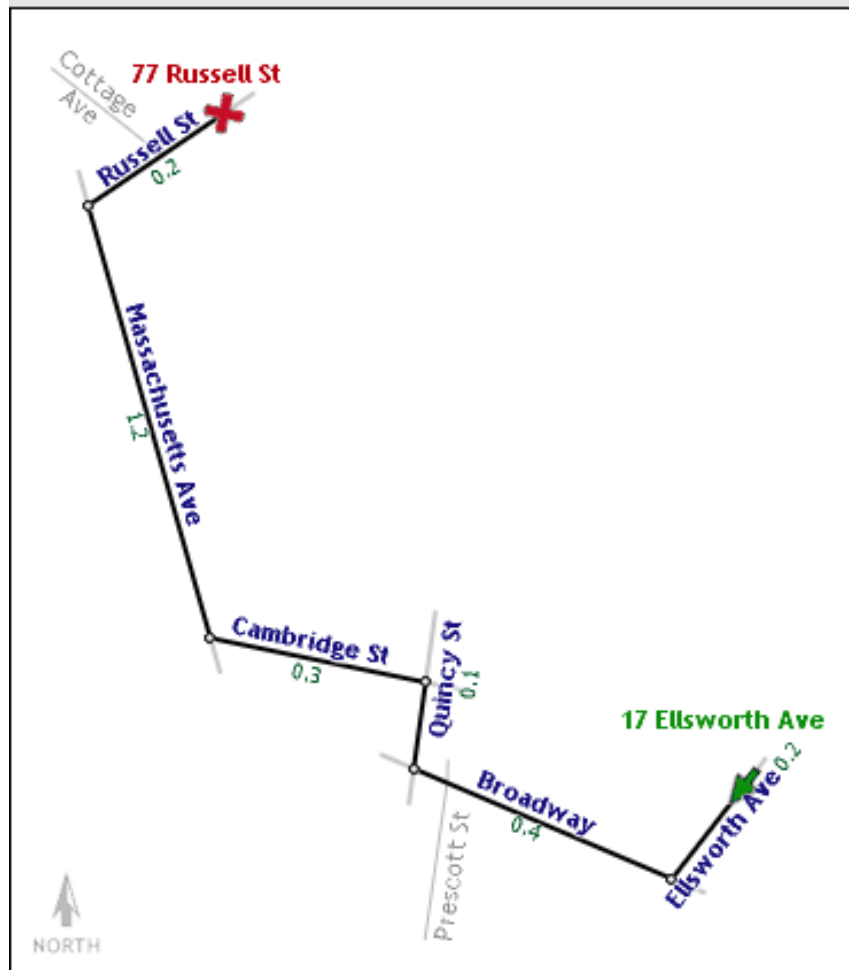 Cottage
Ave
77 Russell St
Russell St
0.2
Massachusetts Ave
1.2
Cambridge St
0.3
Quincy St
0.1
17 Ellsworth Ave
0.2
Ellsworth Ave
Broadway
0.4
Prescott St
NORTH